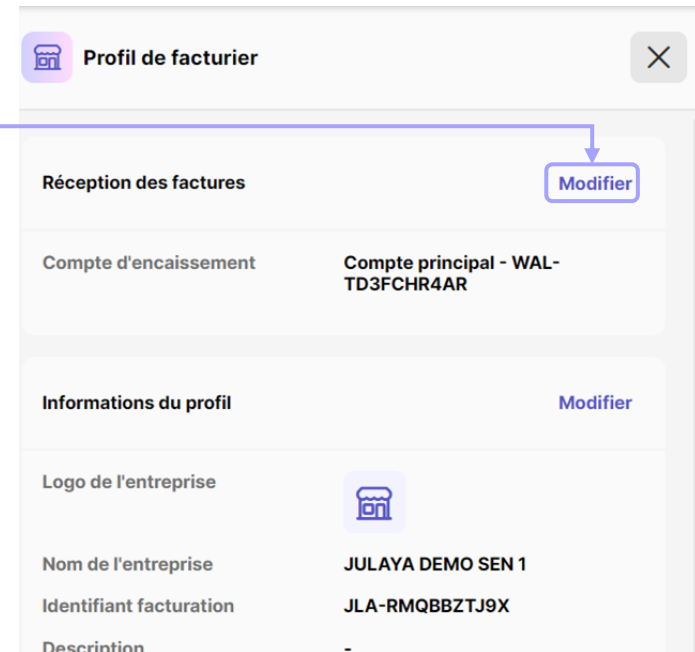 Profil de facturier
Réception des factures
Modifier
Compte d'encaissement
Compte principal - WAL-
TD3FCHR4AR
Informations du profil
Modifier
Logo de l'entreprise
Nom de l'entreprise
JULAYA DEMO SEN 1
Identifiant facturation
JLA-RMQBBZTJ9X
Description
-